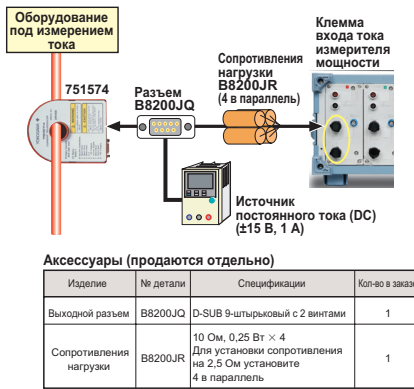 Оборудование
под измерением
тока
Клемма
входа тока
измерителя
мощности
751574
Разъем
B8200JQ
Сопротивления
нагрузки
B8200JR
(4 в параллель)
Источник
постоянного тока (DC)
(±15 В, 1 А)
Аксессуары (продаются отдельно)
Изделие № детали Спецификации Кол-во в заказе
Выходной разъем B8200JQ D-SUB 9-штырьковый с 2 винтами 1
Сопротивления нагрузки B8200JR 10 Ом, 0,25 Вт × 4
Для установки сопротивления
на 2,5 Ом установите
4 в параллель 1